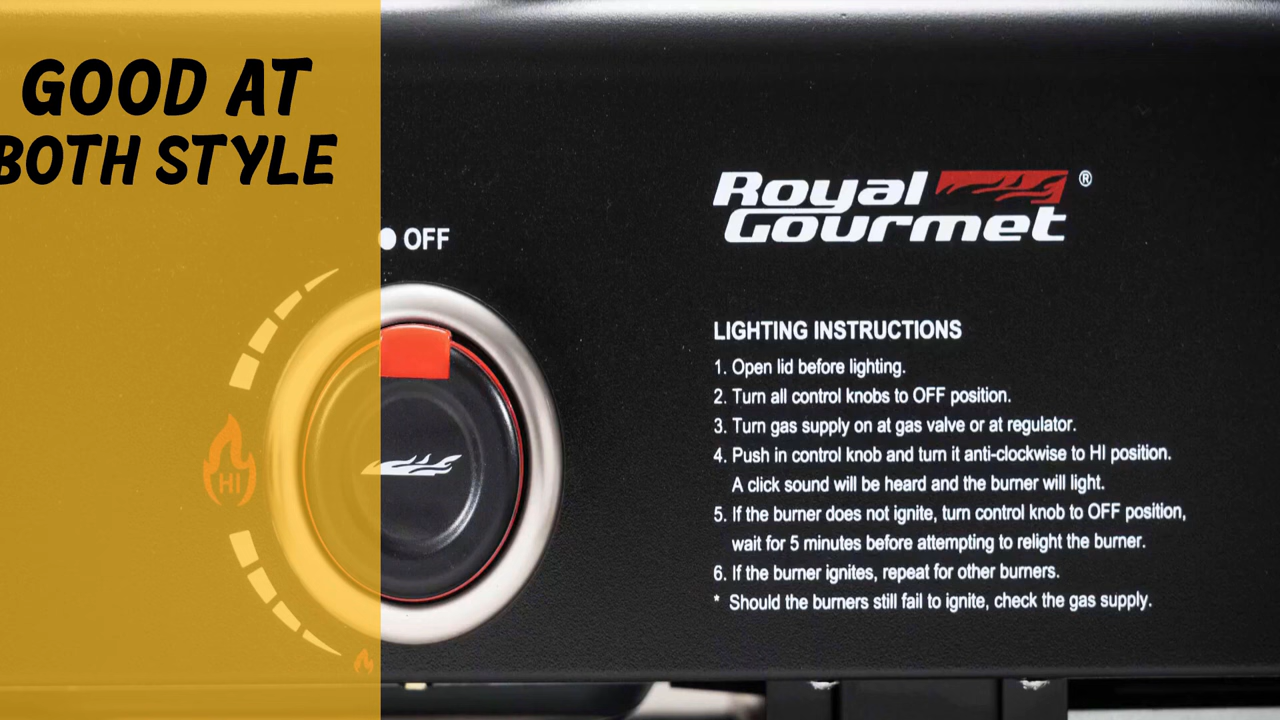 GOOD AT
BOTH STYLE
OFF
HI
Royal
Gourmet ®
LIGHTING INSTRUCTIONS
1. Open lid before lighting.
2. Turn all control knobs to OFF position.
3. Turn gas supply on at gas valve or at regulator.
4. Push in control knob and turn it anti-clockwise to HI position.
A click sound will be heard and the burner will light.
5. If the burner does not ignite, turn control knob to OFF position,
wait for 5 minutes before attempting to relight the burner.
6. If the burner ignites, repeat for other burners.
* Should the burners still fail to ignite, check the gas supply.